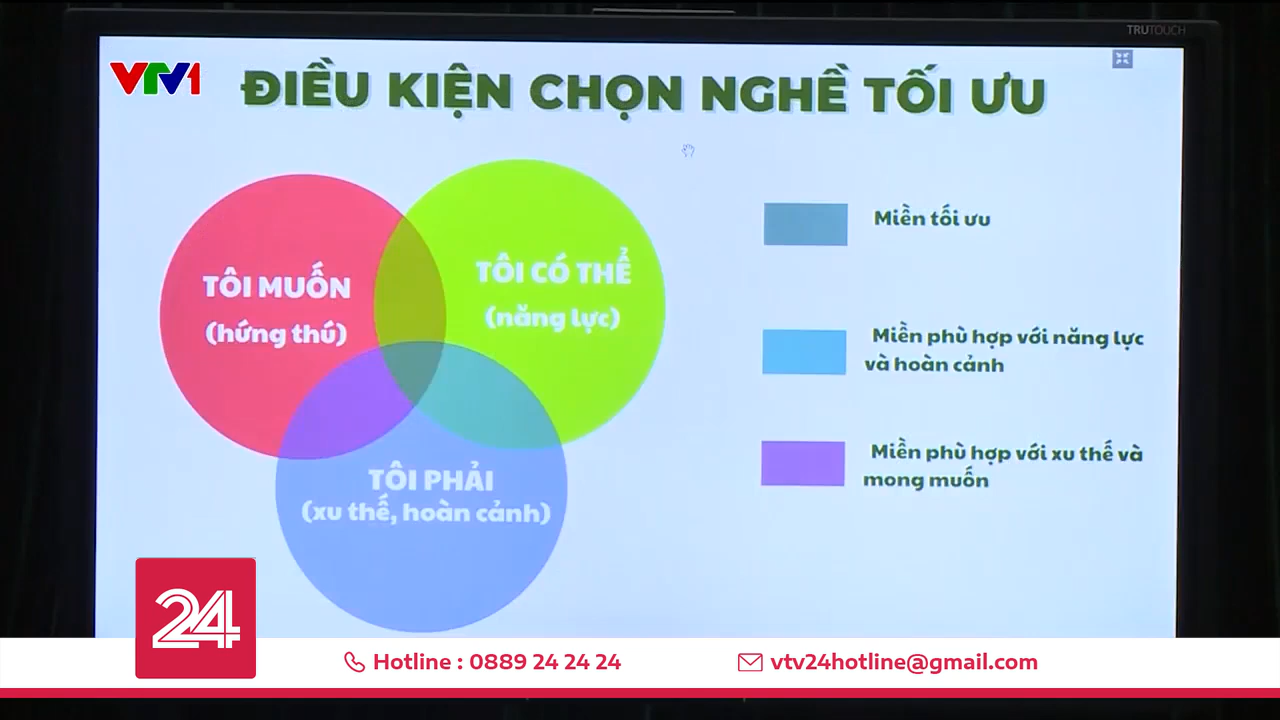 TRUTOUCH
VTV1
ĐIỀU KIỆN CHỌN NGHỀ TỐI ƯU
TÔI MUỐN
(hứng thú)
TÔI CÓ THỂ
(năng lực)
TÔI PHẢI
(xu thế, hoàn cảnh)
Miền tối ưu
Miền phù hợp với năng lực
và hoàn cảnh
Miền phù hợp với xu thế và
mong muốn
24
Hotline : 0889 24 24 24
vtv24hotline@gmail.com